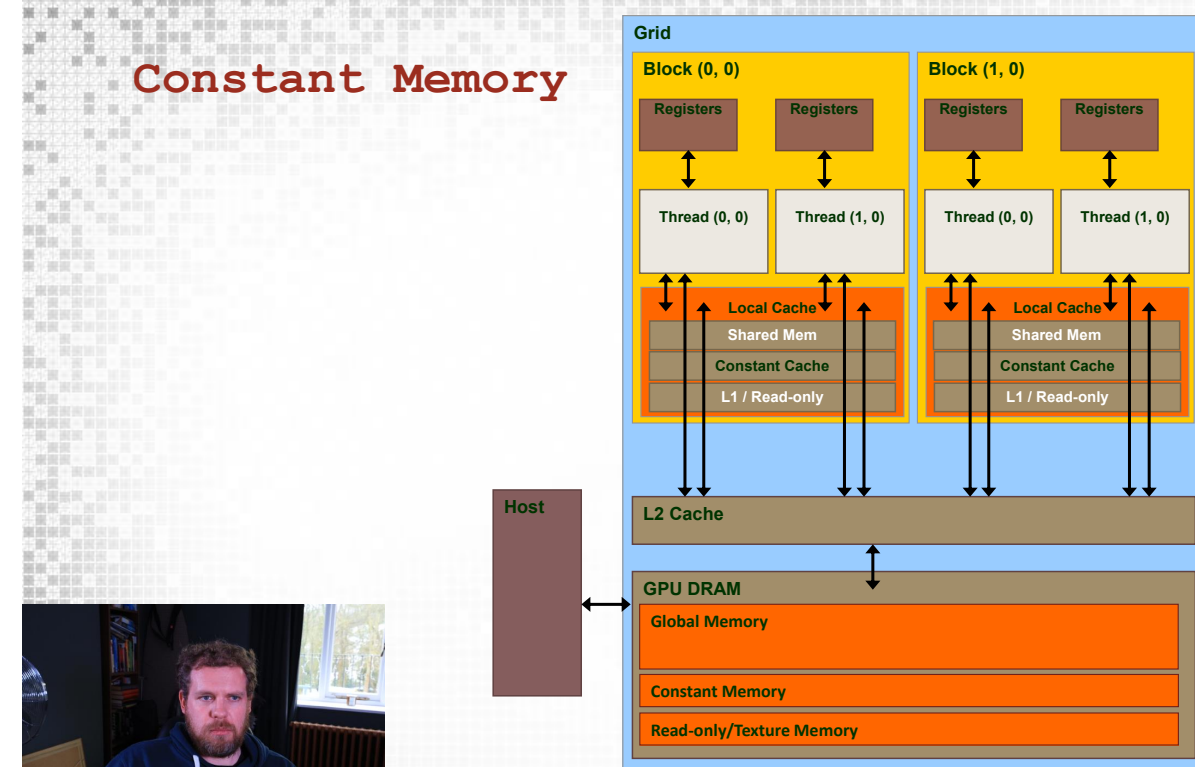 Constant Memory
Grid
Block (0, 0)
Registers
Registers
Thread (0, 0)
Thread (1, 0)
Local Cache
Shared Mem
Constant Cache
L1 / Read-only
Block (1, 0)
Registers
Registers
Thread (0, 0)
Thread (1, 0)
Local Cache
Shared Mem
Constant Cache
L1 / Read-only
Host
L2 Cache
GPU DRAM
Global Memory
Constant Memory
Read-only/Texture Memory